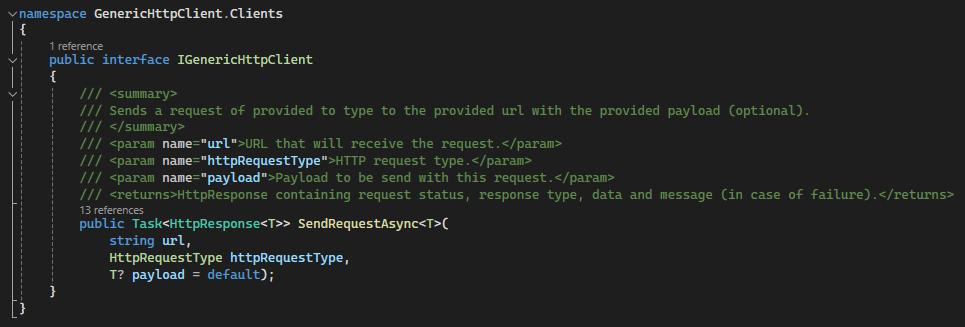 namespace GenericHttpClient.Clients
{
1 reference
public interface IGenericHttpClient
{
/// <summary>
/// Sends a request of provided to type to the provided url with the provided payload (optional).
/// </summary>
/// <param name="url">URL that will receive the request.</param>
/// <param name="httpRequestType">HTTP request type.</param>
/// <param name="payload">Payload to be send with this request.</param>
/// <returns>HttpResponse containing request status, response type, data and message (in case of failure).</returns>
13 references
public Task<HttpResponse<T>> SendRequestAsync<T>(
string url,
HttpRequestType httpRequestType,
T? payload = default);
}
}